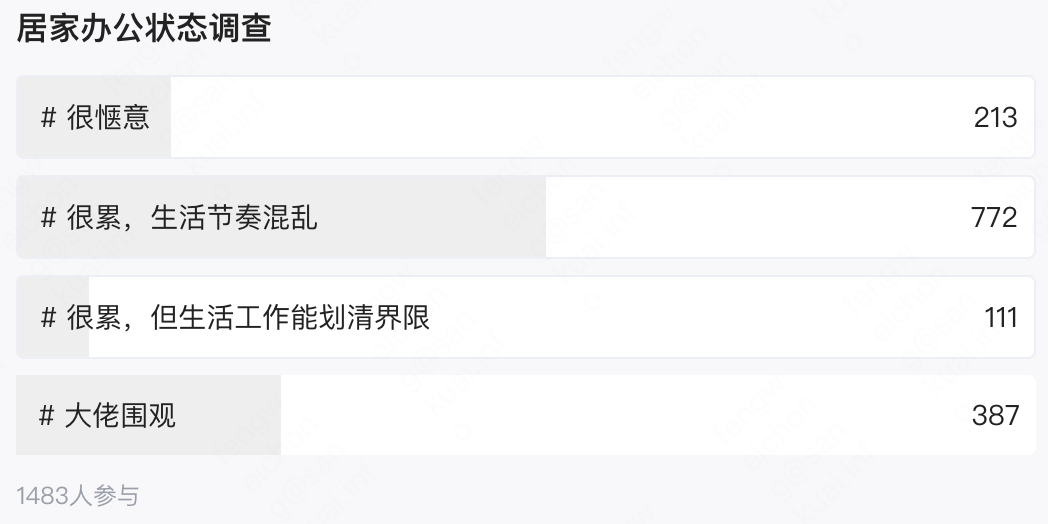 居家办公状态调查
# 很惬意
213
# 很累，生活节奏混乱
772
# 很累，但生活工作能划清界限
111
# 大佬围观
387
1483人参与